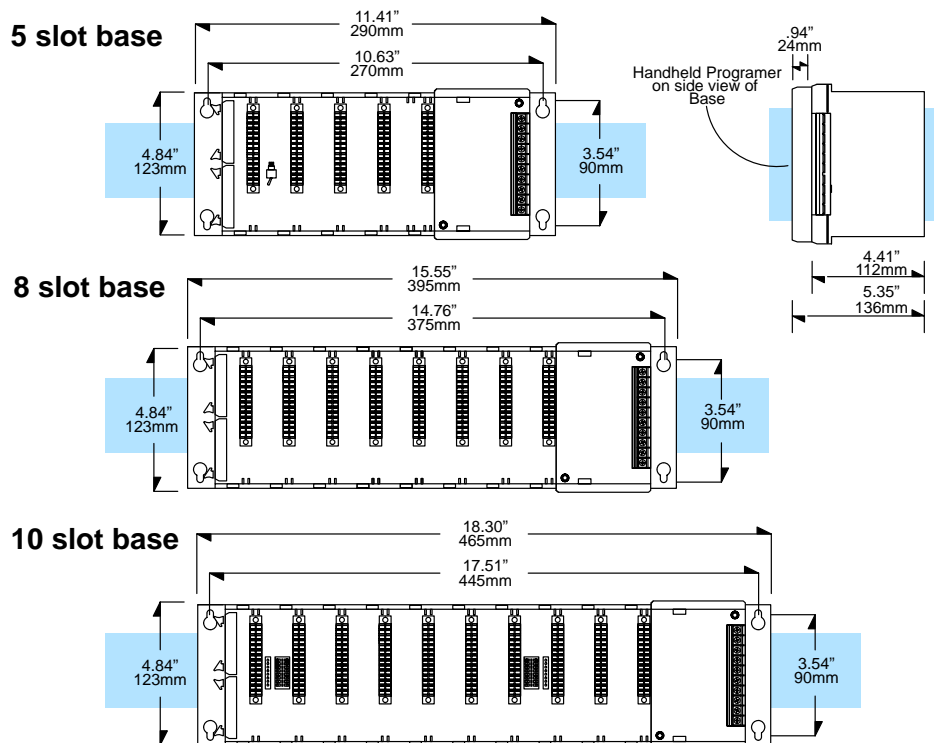 5 slot base
11.41”
290mm
10.63”
270mm
4.84”
123mm
3.54”
90mm
.94”
24mm
Handheld Programer
on side view of
Base
4.41”
112mm
5.35”
136mm
8 slot base
15.55”
395mm
14.76”
375mm
4.84”
123mm
3.54”
90mm
10 slot base
18.30”
465mm
17.51”
445mm
4.84”
123mm
3.54”
90mm